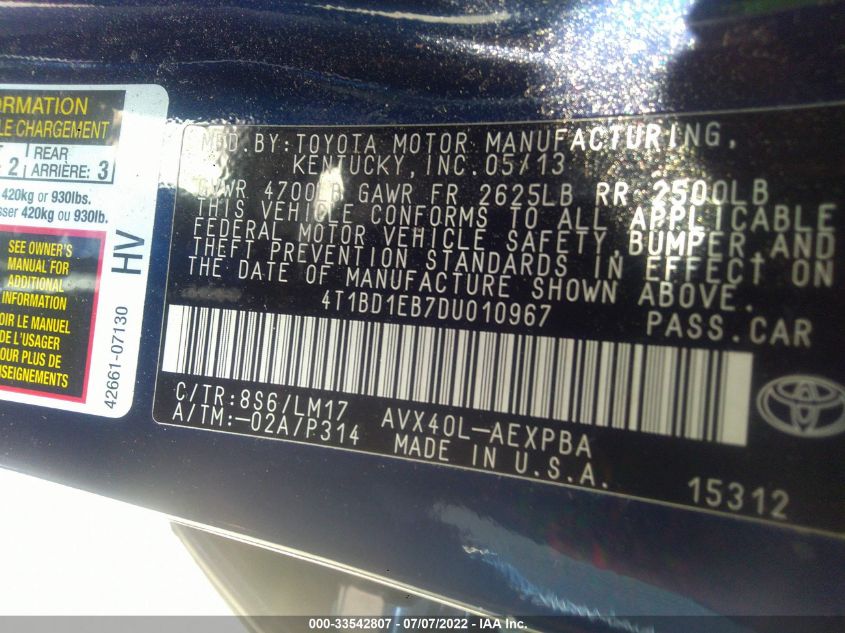 ORMATION
LE CHARGEMENT
2 REAR ARRIÈRE: 3
420kg or 930lbs.
sser 420kg ou 930lb.
SEE OWNER'S
MANUAL FOR
ADDITIONAL
INFORMATION
OIR LE MANUEL
DE L'USAGER
POUR PLUS DE
NSEIGNEMENTS
HV
42661-07130
MFD.BY:TOYOTA MOTOR MANUFACTURING,
KENTUCKY,INC.05/13
GVWR 4700LB GAWR FR 2625LB RR 2500LB
THIS VEHICLE CONFORMS TO ALL APPLICABLE
FEDERAL MOTOR VEHICLE SAFETY,BUMPER,AND
THEFT PREVENTION STANDARDS IN EFFECT ON
THE DATE OF MANUFACTURE SHOWN ABOVE.
4T1BD1EB7DU010967 PASS.CAR
C/TR:8S6/LM17
A/TM:-02A/P314
AVX40L-AEXPBA
MADE IN U.S.A.
15312
000-33542807 - 07/07/2022 - IAA Inc.